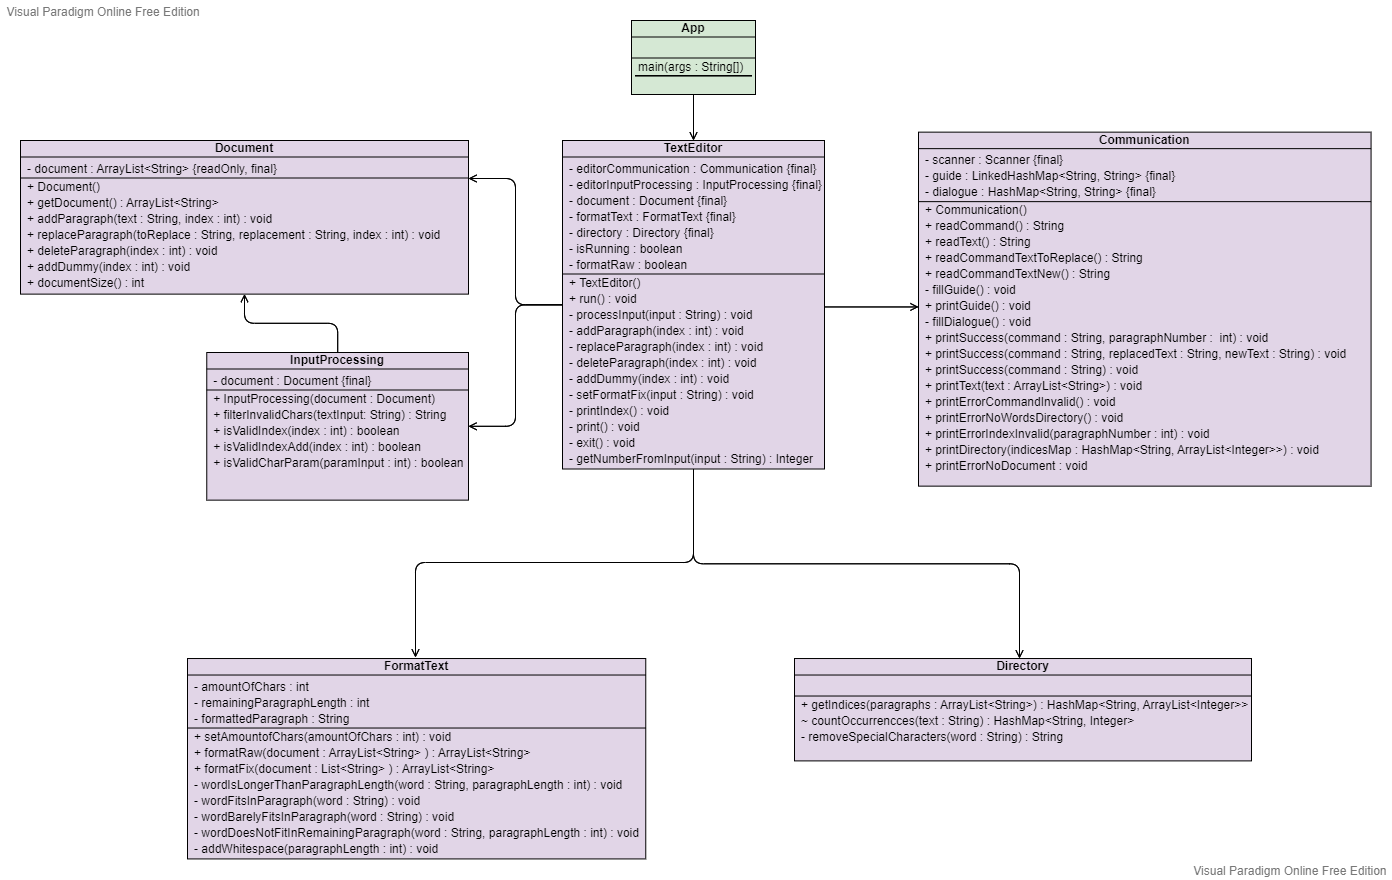 Visual Paradigm Online Free Edition
App
main(args : String[])
Document
- document : ArrayList<String> {readOnly, final}
+ Document()
+ getDocument() : ArrayList<String>
+ addParagraph(text : String, index : int) : void
+ replaceParagraph(toReplace : String, replacement : String, index : int) : void
+ deleteParagraph(index : int) : void
+ addDummy(index : int) : void
+ documentSize() : int
TextEditor
- editorCommunication : Communication {final}
- editorInputProcessing : InputProcessing {final}
- document : Document {final}
- formatText : FormatText {final}
- directory : Directory {final}
- isRunning : boolean
- formatRaw : boolean
+ TextEditor()
+ run() : void
- processInput(input : String) : void
- addParagraph(index : int) : void
- replaceParagraph(index : int) : void
- deleteParagraph(index : int) : void
- addDummy(index : int) : void
- setFormatFix(input : String) : void
- printIndex() : void
- print() : void
- exit() : void
- getNumberFromInput(input : String) : Integer
Communication
- scanner : Scanner {final}
- guide : LinkedHashMap<String, String> {final}
- dialogue : HashMap<String, String> {final}
+ Communication()
+ readCommand() : String
+ readText() : String
+ readCommandTextToReplace() : String
+ readCommandTextNew() : String
- fillGuide() : void
+ printGuide() : void
- fillDialogue() : void
+ printSuccess(command : String, paragraphNumber :  int) : void
+ printSuccess(command : String, replacedText : String, newText : String) : void
+ printSuccess(command : String) : void
+ printText(text : ArrayList<String>) : void
+ printErrorCommandInvalid() : void
+ printErrorNoWordsDirectory() : void
+ printErrorIndexInvalid(paragraphNumber : int) : void
+ printDirectory(indicesMap : HashMap<String, ArrayList<Integer>>) : void
+ printErrorNoDocument : void
InputProcessing
- document : Document {final}
+ InputProcessing(document : Document)
+ filterInvalidChars(textInput: String) : String
+ isValidIndex(index : int) : boolean
+ isValidIndexAdd(index : int) : boolean
+ isValidCharParam(paramInput : int) : boolean
FormatText
- amountOfChars : int
- remainingParagraphLength : int
- formattedParagraph : String
+ setAmountofChars(amountOfChars : int) : void
+ formatRaw(document : ArrayList<String> ) : ArrayList<String>
+ formatFix(document : List<String> ) : ArrayList<String>
- wordIsLongerThanParagraphLength(word : String, paragraphLength : int) : void
- wordFitsInParagraph(word : String) : void
- wordBarelyFitsInParagraph(word : String) : void
- wordDoesNotFitInRemainingParagraph(word : String, paragraphLength : int) : void
- addWhitespace(paragraphLength : int) : void
Directory
+ getIndices(paragraphs : ArrayList<String>) : HashMap<String, ArrayList<Integer>>
~ countOccurrencces(text : String) : HashMap<String, Integer>
- removeSpecialCharacters(word : String) : String
Visual Paradigm Online Free Edition